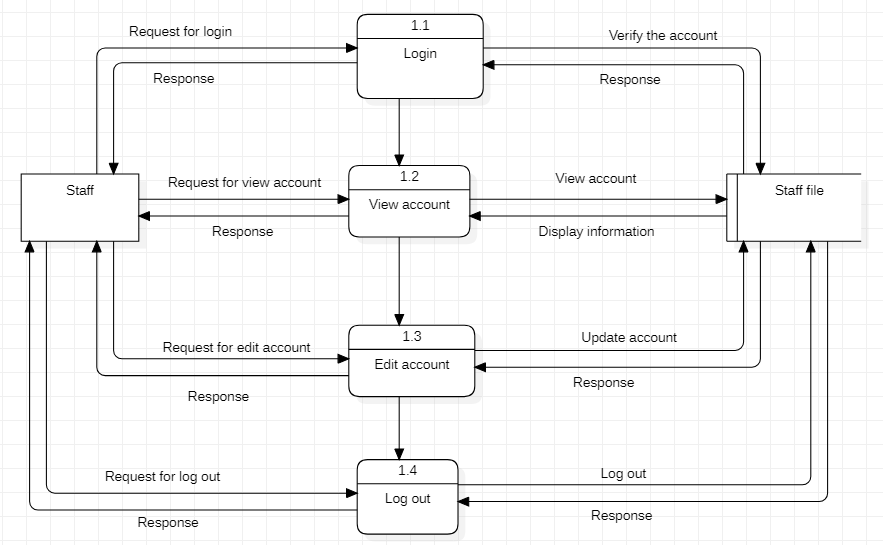 1.1
Request for login
Login
Verify the account
Response
Response
1.2
Staff
Request for view account
View account
View account
Staff file
Response
Display information
1.3
Request for edit account
Edit account
Update account
Response
Response
1.4
Request for log out
Log out
Log out
Response
Response